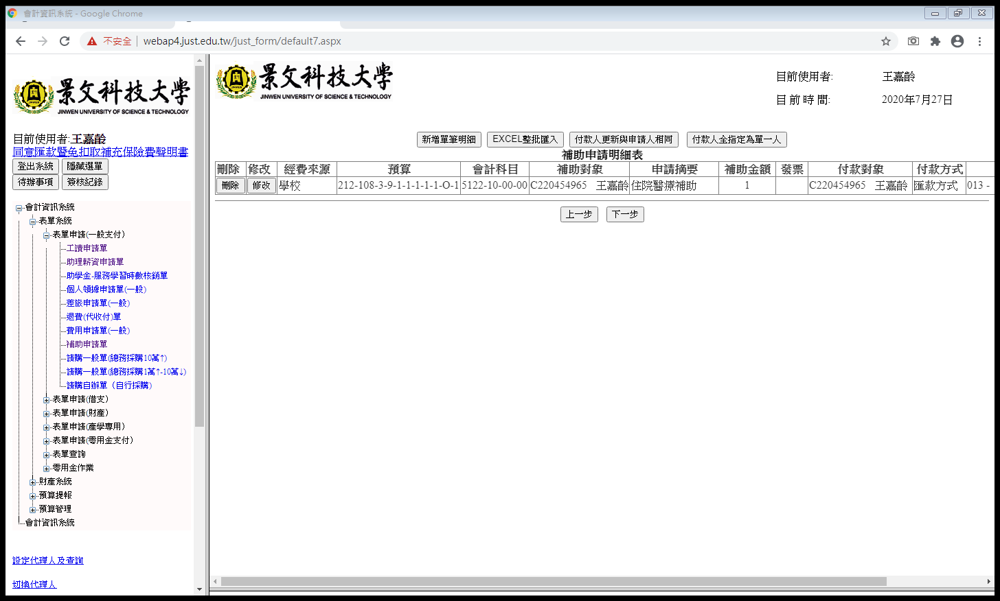 會計資訊系統 - Google Chrome
不安全 webap4.just.edu.tw/just_form/default7.aspx
景文科技大學
JINWEN UNIVERSITY OF SCIENCE & TECHNOLOGY
目前使用者:王嘉齡
同意匯款暨免扣取補充保險費聲明書
登出系統 隱藏選單
待辦事項 簽核紀錄
會計資訊系統
表單系統
表單申請(一般支付)
工讀申請單
助理薪資申請單
助學金-服務學習時數核銷單
個人領據申請單(一般)
差旅申請單(一般)
退費(代收付)單
費用申請單(一般)
補助申請單
請購一般單(總務採購10萬↑)
請購一般單(總務採購1萬↑-10萬↓)
請購自辦單（自行採購）
表單申請(借支)
表單申請(財產)
表單申請(產學專用)
表單申請(零用金支付)
表單查詢
零用金作業
財產系統
預算提報
預算管理
會計資訊系統
設定代理人及查詢
切換代理人
景文科技大學
JINWEN UNIVERSITY OF SCIENCE & TECHNOLOGY
目前使用者: 王嘉齡
目前時間: 2020年7月27日
新增單筆明細 EXCEL整批匯入 付款人更新與申請人相同 付款人全指定為單一人
補助申請明細表
刪除 修改 經費來源 預算 會計科目 補助對象 申請摘要 補助金額 發票 付款對象 付款方式
刪除 修改 學校 212-108-3-9-1-1-1-1-1-O-1 5122-10-00-00 C220454965 王嘉齡 住院醫療補助 1 C220454965 王嘉齡 匯款方式 013 -
上一步 下一步